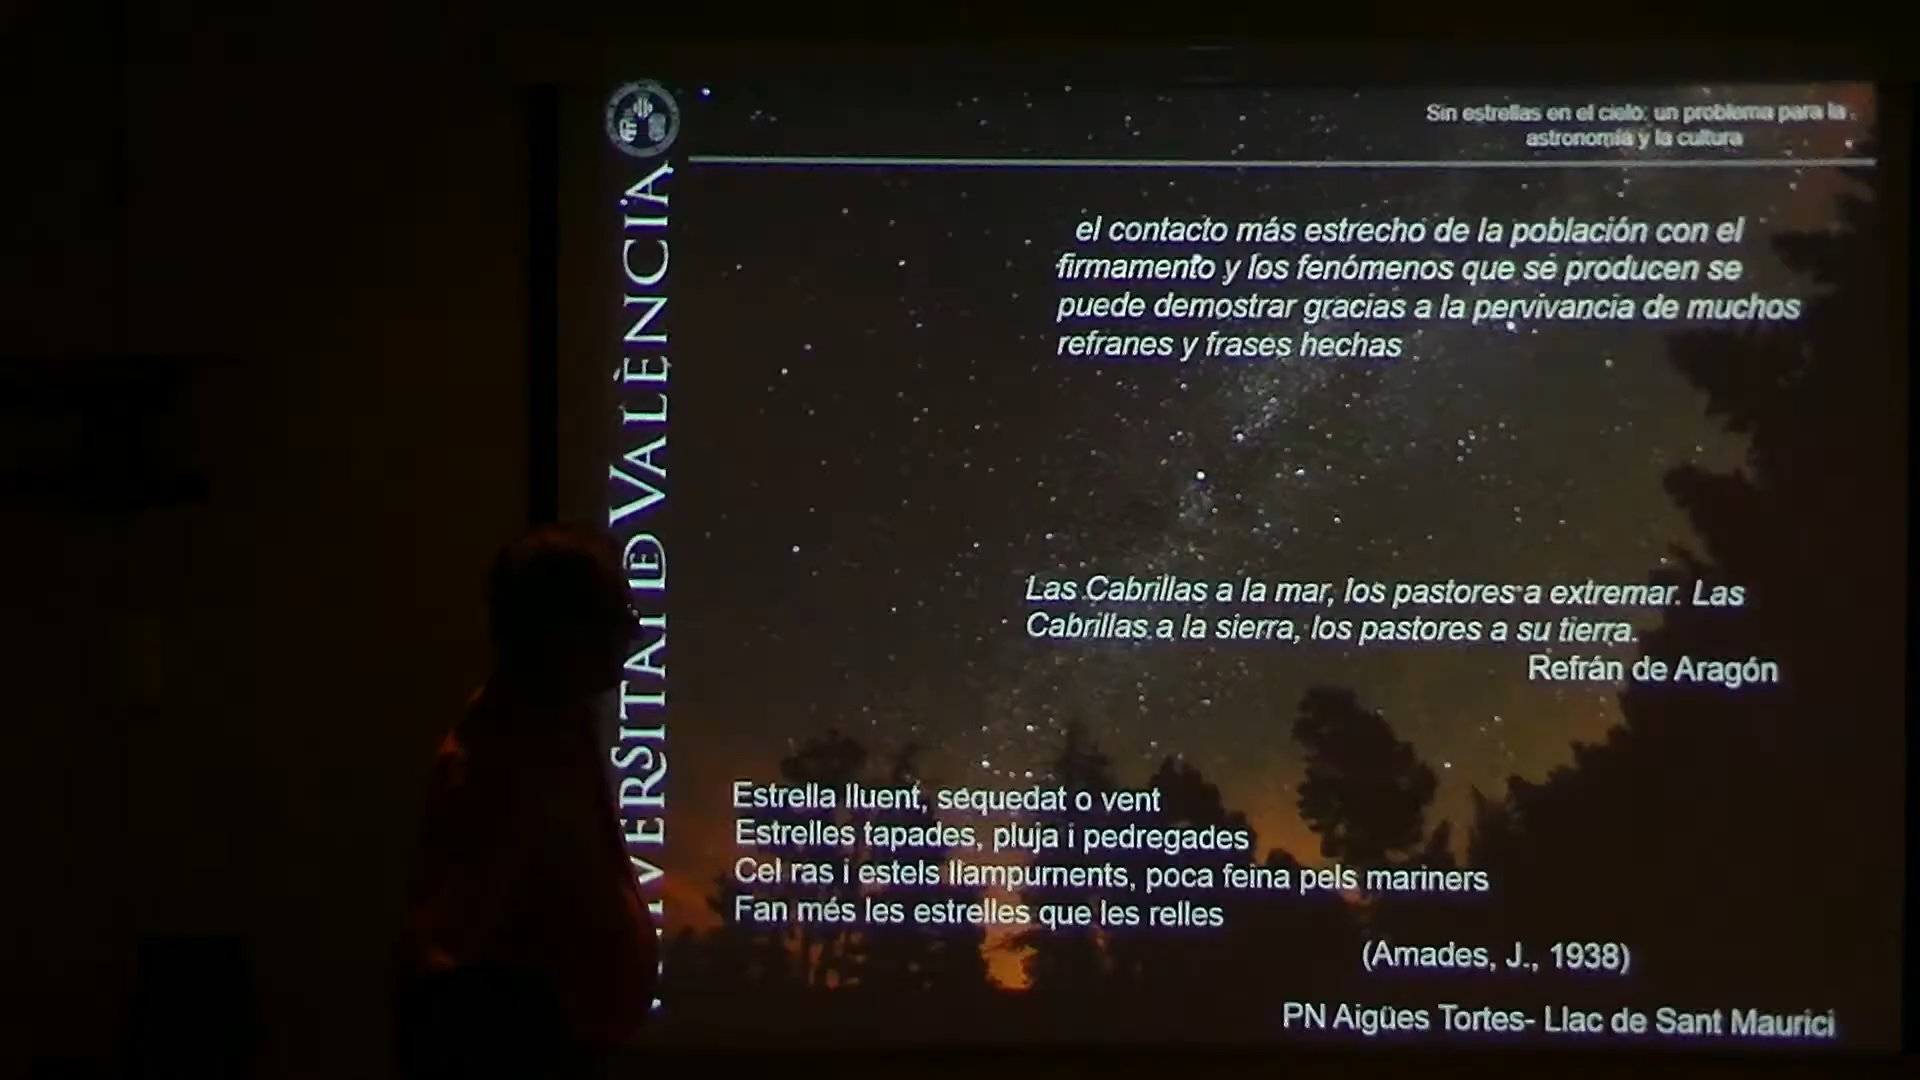 Sin estrellas en el cielo: un problema para la
astronomía y la cultura
el contacto más estrecho de la población con el
firmamento y los fenómenos que se producen se
puede demostrar gracias a la pervivancia de muchos
refranes y frases hechas
Las Cabrillas a la mar, los pastores a extremar. Las
Cabrillas a la sierra, los pastores a su tierra.
Refrán de Aragón
Estrella lluent, sequedat o vent
Estrelles tapades, pluja i pedregades
Cel ras i estels llampurnents, poca feina pels mariners
Fan més les estrelles que les relles
(Amades, J., 1938)
PN Aigües Tortes- Llac de Sant Maurici
VNIVERSITAT DE VALÈNCIA